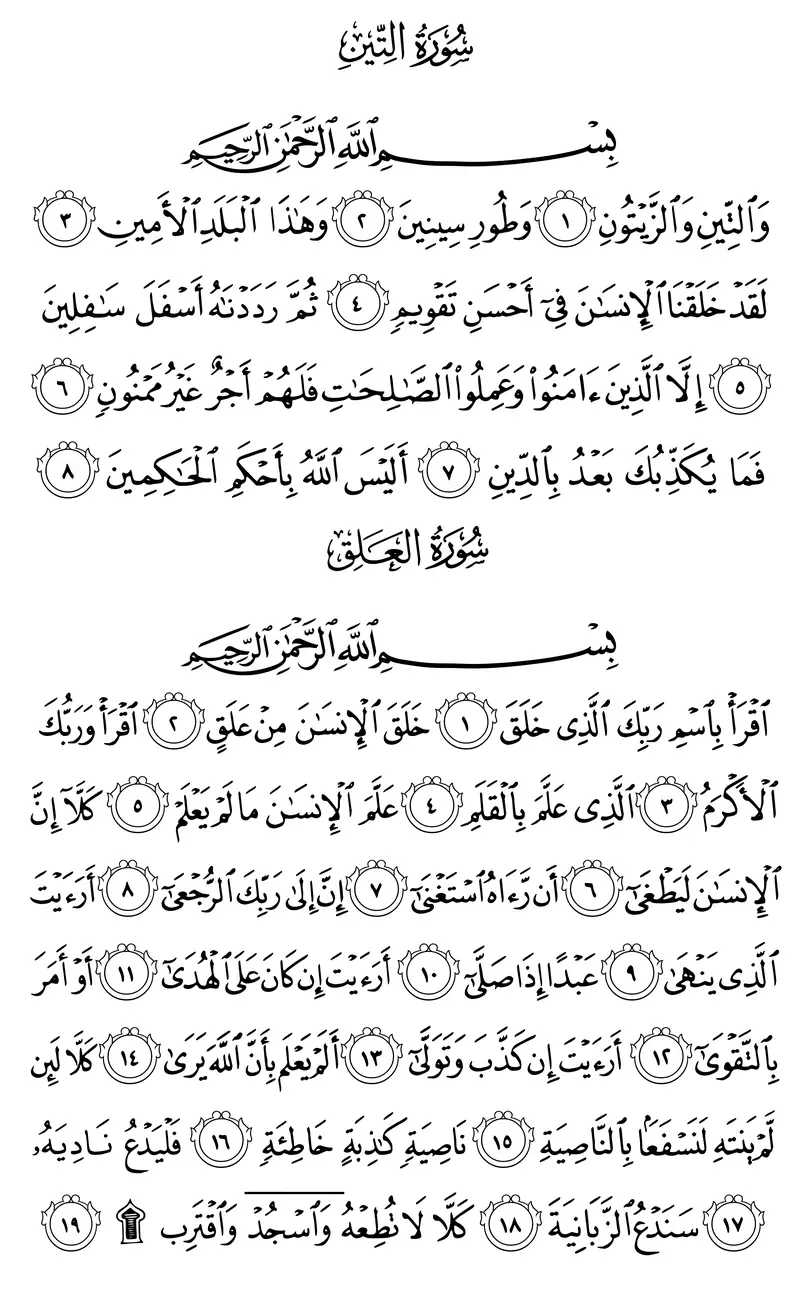 سُورَةُ التِّينِ
بِسْمِ ٱللَّهِ ٱلرَّحْمَٰنِ ٱلرَّحِيمِ
وَٱلتِّينِ وَٱلزَّيْتُونِ ١ وَطُورِ سِينِينَ ٢ وَهَٰذَا ٱلْبَلَدِ ٱلْأَمِينِ ٣
لَقَدْ خَلَقْنَا ٱلْإِنسَٰنَ فِىٓ أَحْسَنِ تَقْوِيمٍ ٤ ثُمَّ رَدَدْنَٰهُ أَسْفَلَ سَٰفِلِينَ
٥ إِلَّا ٱلَّذِينَ ءَامَنُوا۟ وَعَمِلُوا۟ ٱلصَّٰلِحَٰتِ فَلَهُمْ أَجْرٌ غَيْرُ مَمْنُونٍ ٦
فَمَا يُكَذِّبُكَ بَعْدُ بِٱلدِّينِ ٧ أَلَيْسَ ٱللَّهُ بِأَحْكَمِ ٱلْحَٰكِمِينَ ٨
سُورَةُ العَلَقِ
بِسْمِ ٱللَّهِ ٱلرَّحْمَٰنِ ٱلرَّحِيمِ
ٱقْرَأْ بِٱسْمِ رَبِّكَ ٱلَّذِى خَلَقَ ١ خَلَقَ ٱلْإِنسَٰنَ مِنْ عَلَقٍ ٢ ٱقْرَأْ وَرَبُّكَ
ٱلْأَكْرَمُ ٣ ٱلَّذِى عَلَّمَ بِٱلْقَلَمِ ٤ عَلَّمَ ٱلْإِنسَٰنَ مَا لَمْ يَعْلَمْ ٥ كَلَّآ إِنَّ
ٱلْإِنسَٰنَ لَيَطْغَىٰٓ ٦ أَن رَّءَاهُ ٱسْتَغْنَىٰٓ ٧ إِنَّ إِلَىٰ رَبِّكَ ٱلرُّجْعَىٰٓ ٨ أَرَءَيْتَ
ٱلَّذِى يَنْهَىٰ ٩ عَبْدًا إِذَا صَلَّىٰٓ ١٠ أَرَءَيْتَ إِن كَانَ عَلَى ٱلْهُدَىٰٓ ١١ أَوْ أَمَرَ
بِٱلتَّقْوَىٰٓ ١٢ أَرَءَيْتَ إِن كَذَّبَ وَتَوَلَّىٰٓ ١٣ أَلَمْ يَعْلَم بِأَنَّ ٱللَّهَ يَرَىٰ ١٤ كَلَّا لَئِن
لَّمْ يَنتَهِ لَنَسْفَعًۢا بِٱلنَّاصِيَةِ ١٥ نَاصِيَةٍ كَٰذِبَةٍ خَاطِئَةٍ ١٦ فَلْيَدْعُ نَادِيَهُۥ
١٧ سَنَدْعُ ٱلزَّبَانِيَةَ ١٨ كَلَّا لَا تُطِعْهُ وَٱسْجُدْ وَٱقْتَرِب ۩ ١٩